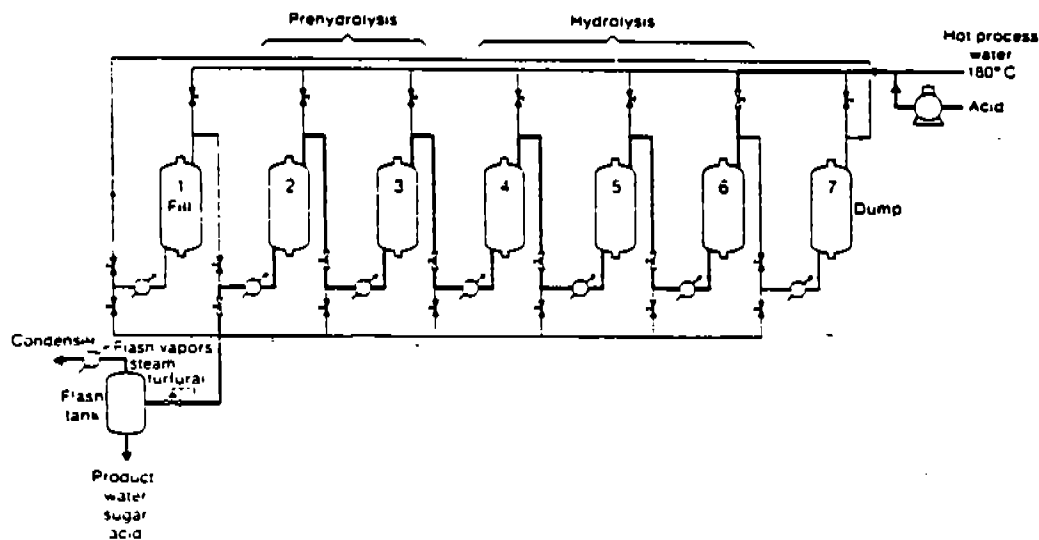 Prehydrolysis
Hydrolysis
Hot process
water
180° C
Acid
1
Fill
2
3
4
5
6
7
Dump
Condenser
Flash vapors
steam
furfural
Flash
tank
Product
water
sugar
acid